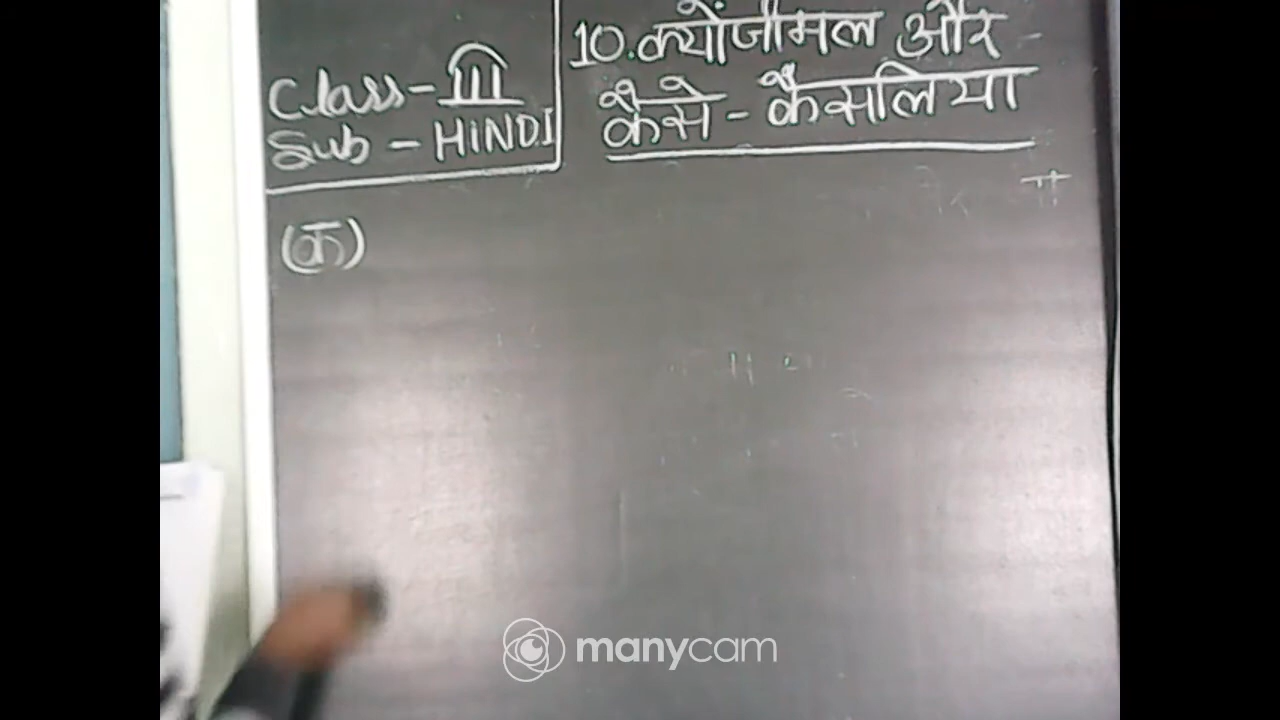 Class-III
Sub-HINDI
10.क्योंजीमल और
कैसे-कैसलिया
(क)
manycam